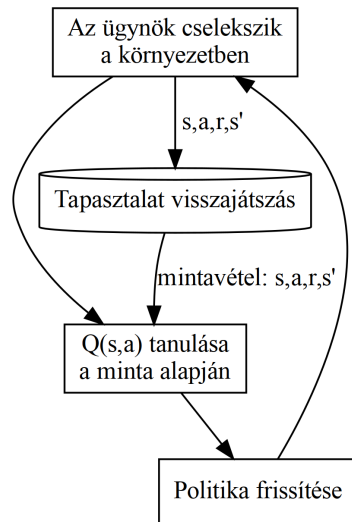 Az ügynök cselekszik
a környezetben
s,a,r,s'
Tapasztalat visszajátszás
mintavétel: s,a,r,s'
Q(s,a) tanulása
a minta alapján
Politika frissítése